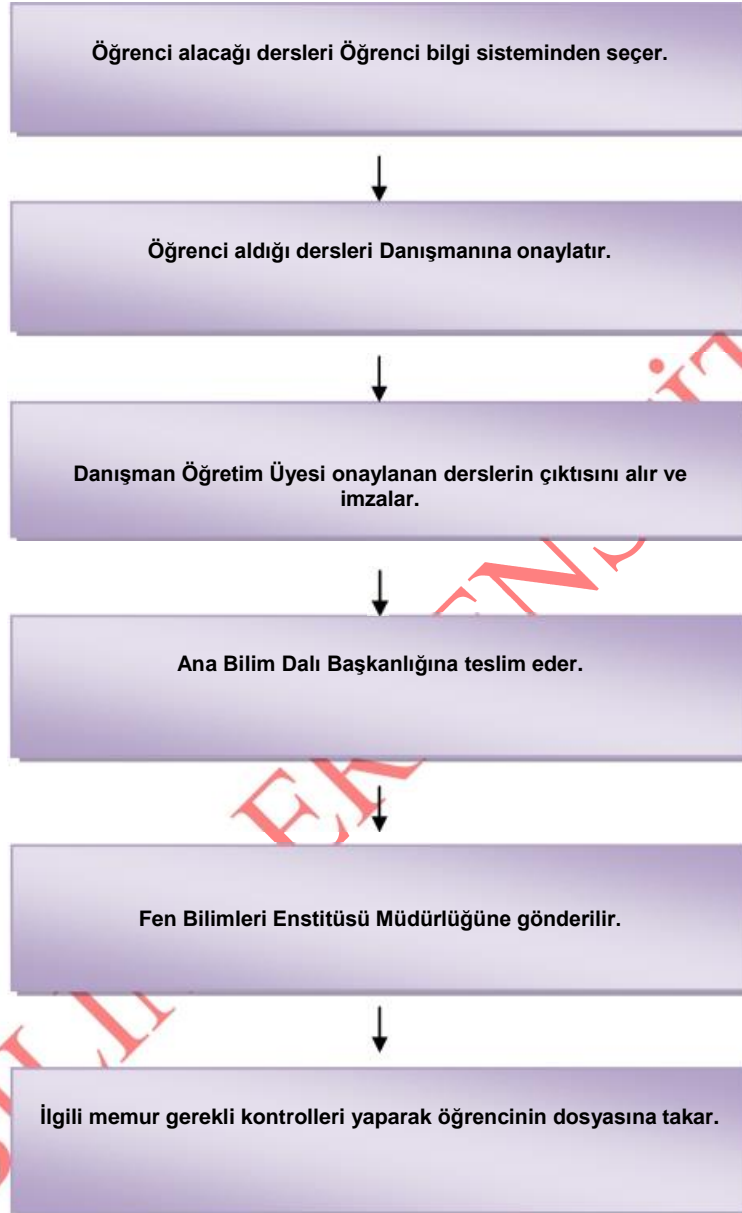 Öğrenci alacağı dersleri Öğrenci bilgi sisteminden seçer.
Öğrenci aldığı dersleri Danışmanına onaylatır.
Danışman Öğretim Üyesi onaylanan derslerin çıktısını alır ve
imzalar.
Ana Bilim Dalı Başkanlığına teslim eder.
Fen Bilimleri Enstitüsü Müdürlüğüne gönderilir.
İlgili memur gerekli kontrolleri yaparak öğrencinin dosyasına takar.